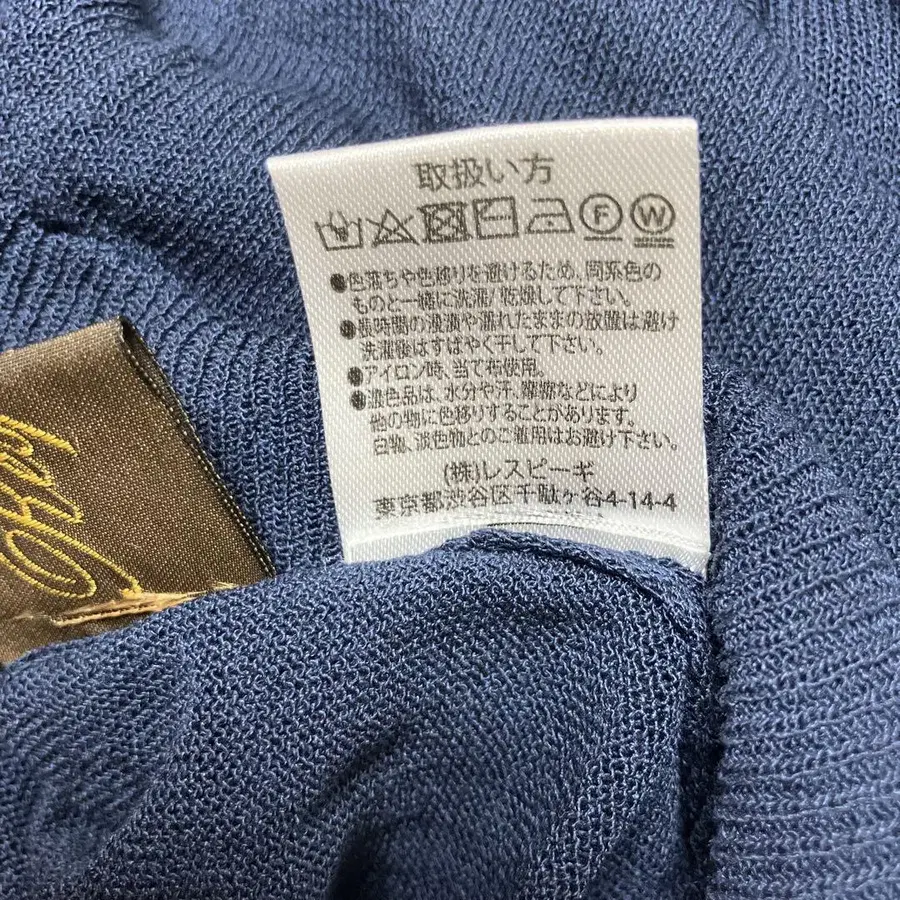 取扱い方
F W
●色落ちや色移りを避けるため、同系色の
ものと一緒に洗濯/乾燥して下さい。
●長時間の浸漬や濡れたままの放置は避け
洗濯後はすばやく干して下さい。
●アイロン時、当て布使用。
●濃色品は、水分や汗、摩擦などにより
他の物に色移りすることがあります。
白物、淡色物とのご着用はお避け下さい。
(株)レスピーギ
東京都渋谷区千駄ヶ谷4-14-4